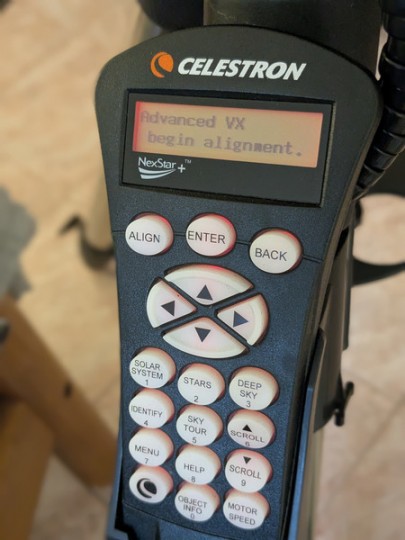 CELESTRON
Advanced VX
begin alignment.
NexStar+™
ALIGN
ENTER
BACK
SOLAR
SYSTEM
1
STARS
2
DEEP
SKY
3
IDENTIFY
4
SKY
TOUR
5
SCROLL
6
MENU
7
HELP
8
SCROLL
9
OBJECT
INFO
0
MOTOR
SPEED